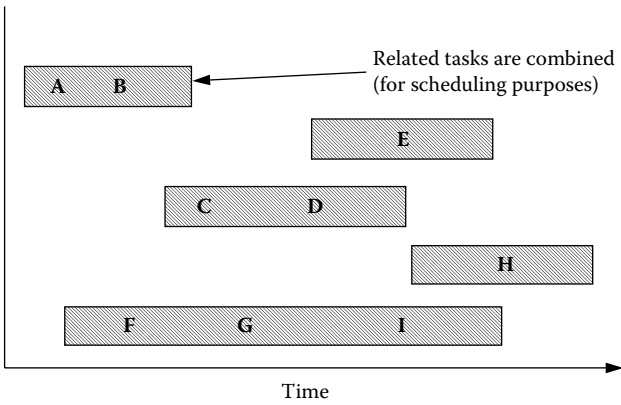 Related tasks are combined
(for scheduling purposes)
A B
E
C D
H
F G I
Time